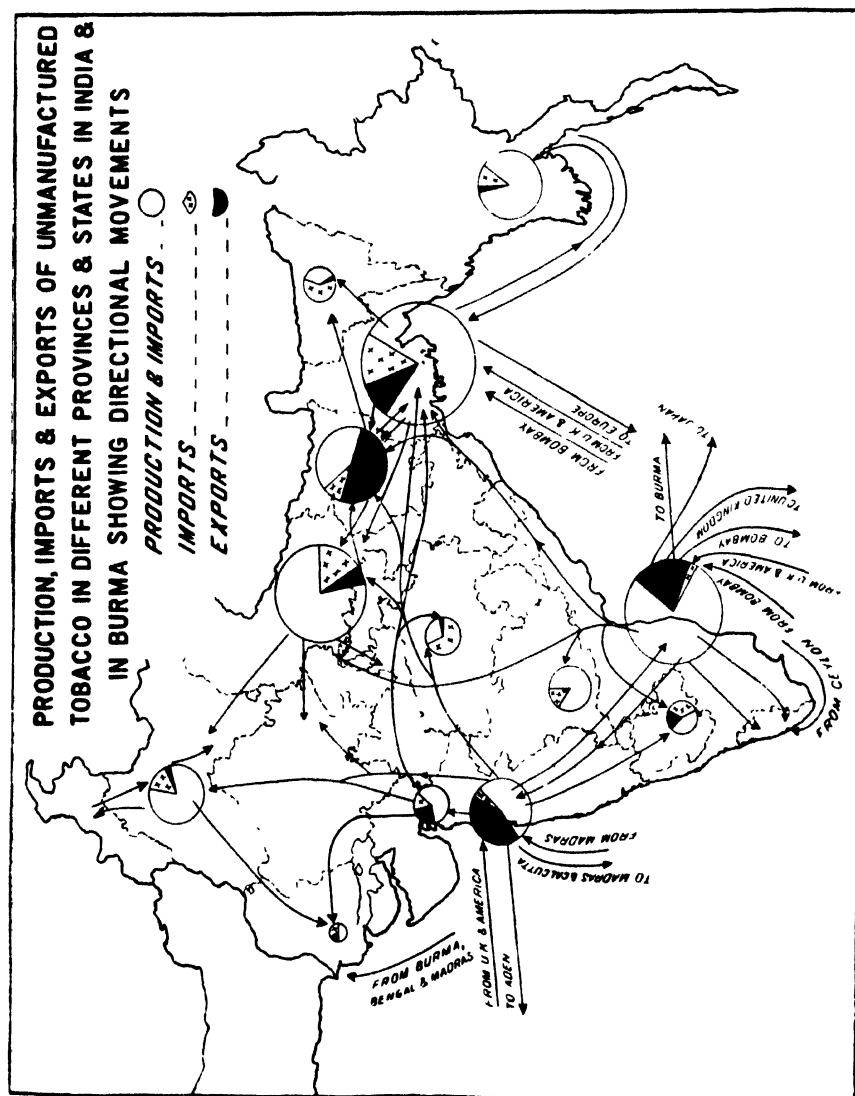 PRODUCTION, IMPORTS & EXPORTS OF UNMANUFACTURED
TOBACCO IN DIFFERENT PROVINCES & STATES IN INDIA &
IN BURMA SHOWING DIRECTIONAL MOVEMENTS
PRODUCTION & IMPORTS
IMPORTS
EXPORTS
FROM BURMA,
BENGAL & MADRAS
FROM U K & AMERICA
TO ADEN
TO MADRAS & CALCUTTA
FROM MADRAS
FROM CEYLON
FROM BOMBAY
FROM U K & AMERICA
TO BOMBAY
TO UNITED KINGDOM
TO BURMA
TO JAPAN
FROM BOMBAY
FROM U K & AMERICA
TO EUROPE